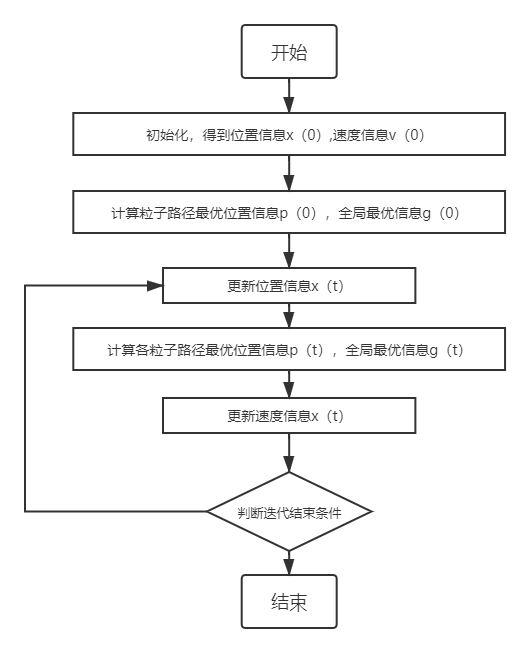 开始
初始化，得到位置信息x（0）,速度信息v（0）
计算粒子路径最优位置信息p（0），全局最优信息g（0）
更新位置信息x（t）
计算各粒子路径最优位置信息p（t），全局最优信息g（t）
更新速度信息x（t）
判断迭代结束条件
结束